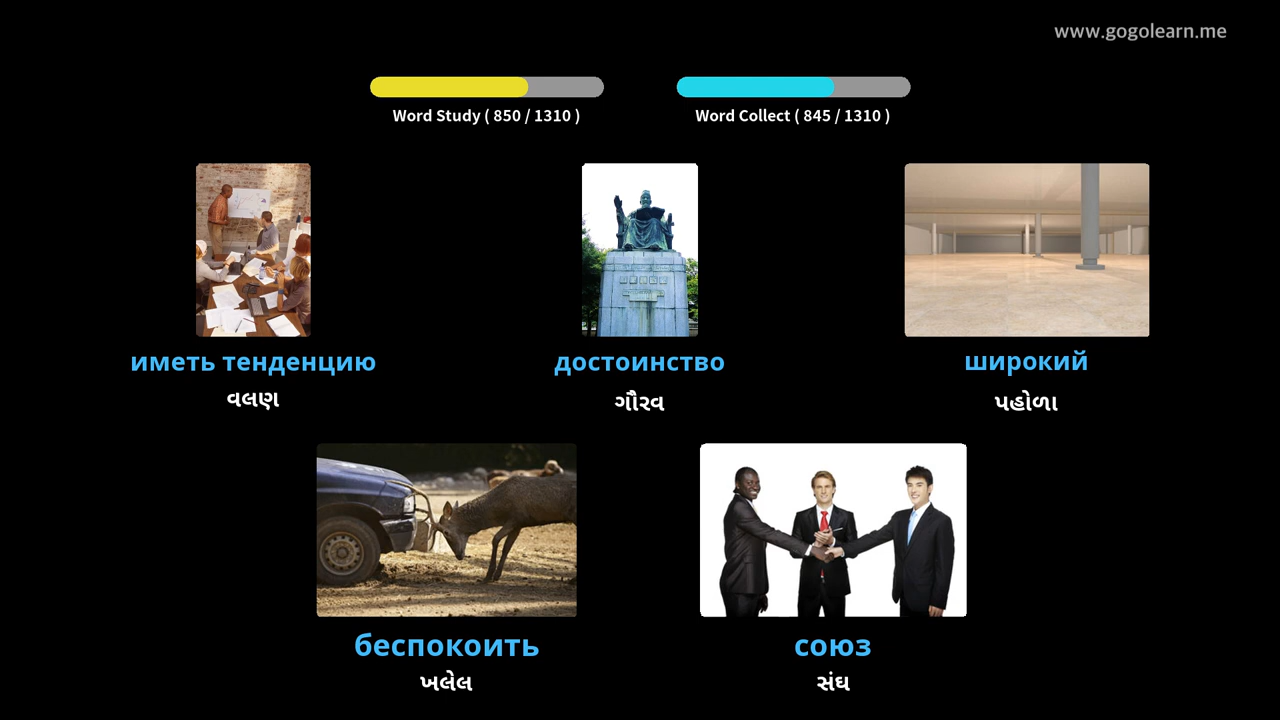 www.gogolearn.me
Word Study ( 850 / 1310 )
Word Collect ( 845 / 1310 )
иметь тенденцию
достоинство
широкий
વલણ
ગૌરવ
પહોળા
беспокоить
союз
ખલેલ
સંઘ